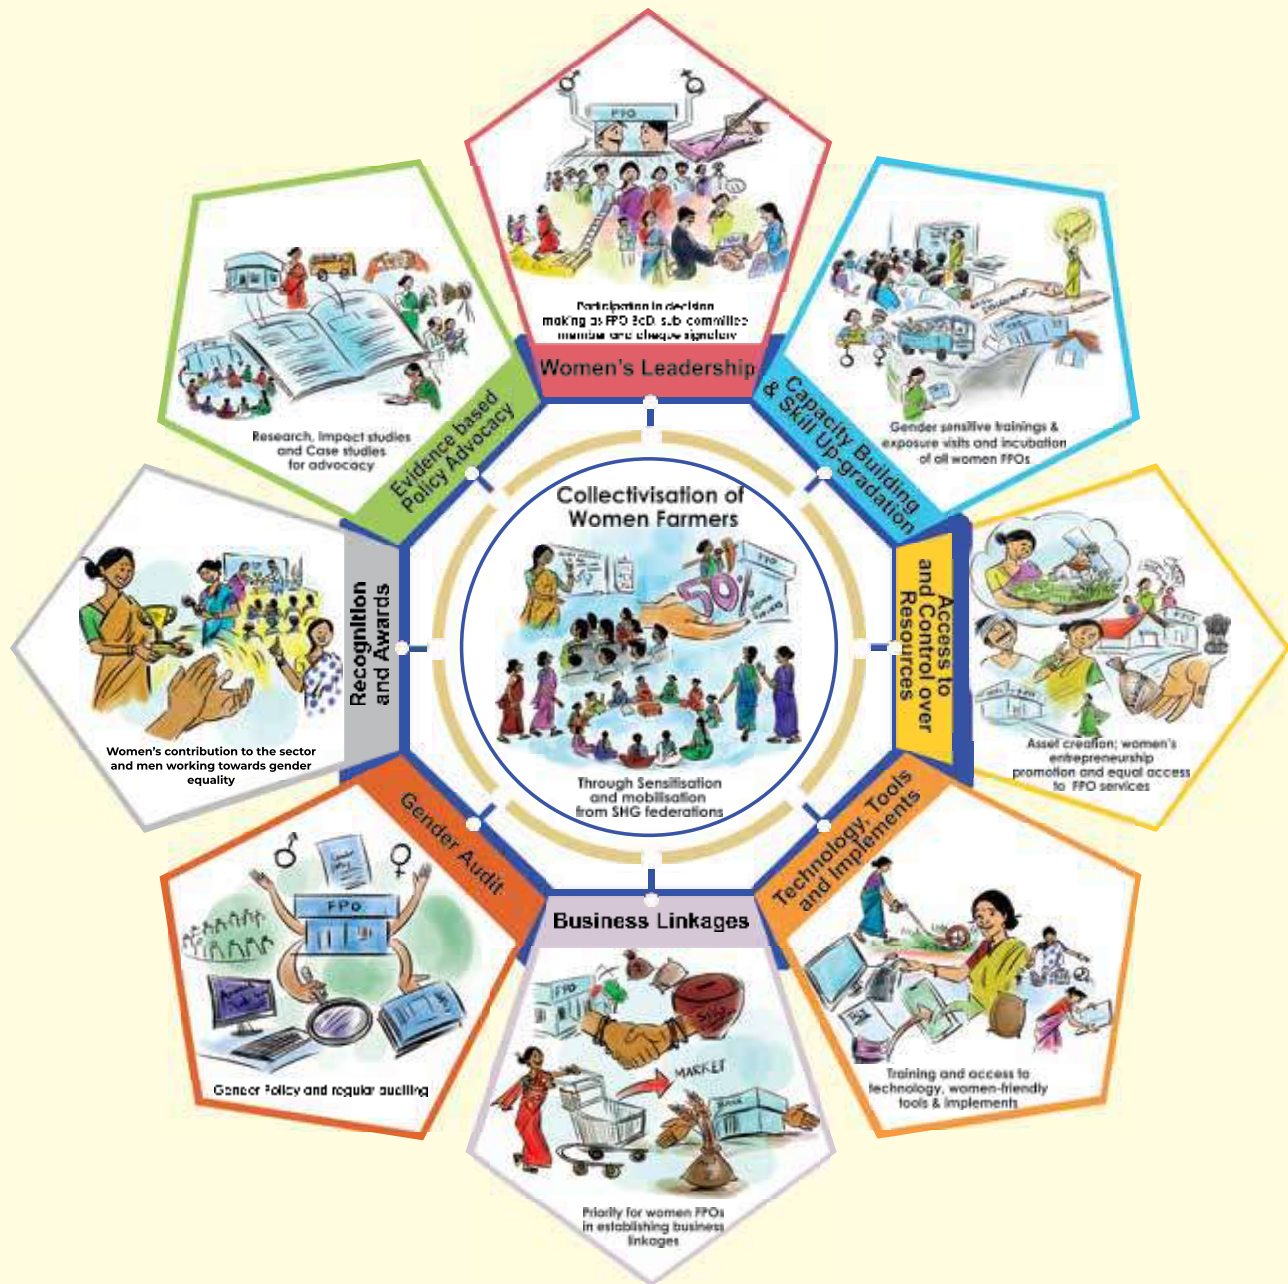 FPO
Participation in decision
making as FPO BoD, sub-committee
member and cheque signatory
Women's Leadership
Gender sensitive trainings &
exposure visits and incubation
of all women FPOs
Capacity Building
& Skill Up-gradation
FPO
Asset creation; women's
entrepreneurship
promotion and equal access
to FPO services
Access to
and Control over
Resources
Training and access to
technology, women-friendly
tools & implements
Technology, Tools
and Implements
Business Linkages
FPO
SHG
MARKET
Priority for women FPOs
in establishing business
linkages
Gender Audit
FPO
Gender Policy and regular auditing
Recognition
and Awards
Women's contribution to the sector
and men working towards gender
equality
Evidence based
Policy Advocacy
Research, Impact studies
and Case studies
for advocacy
Collectivisation of
Women Farmers
FPO
50%
Through Sensitisation
and mobilisation
from SHG federations